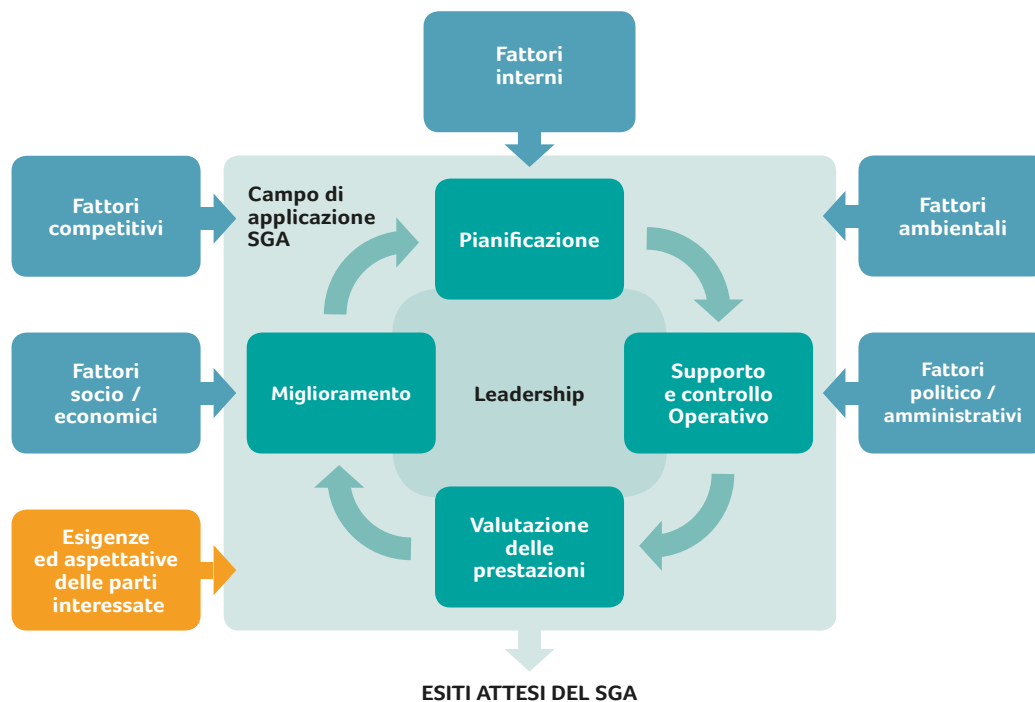 Fattori
interni
Fattori
competitivi
Campo di
applicazione
SGA
Pianificazione
Fattori
ambientali
Fattori
socio /
economici
Miglioramento
Leadership
Supporto
e controllo
Operativo
Fattori
politico /
amministrativi
Esigenze
ed aspettative
delle parti
interessate
Valutazione
delle
prestazioni
ESITI ATTESI DEL SGA